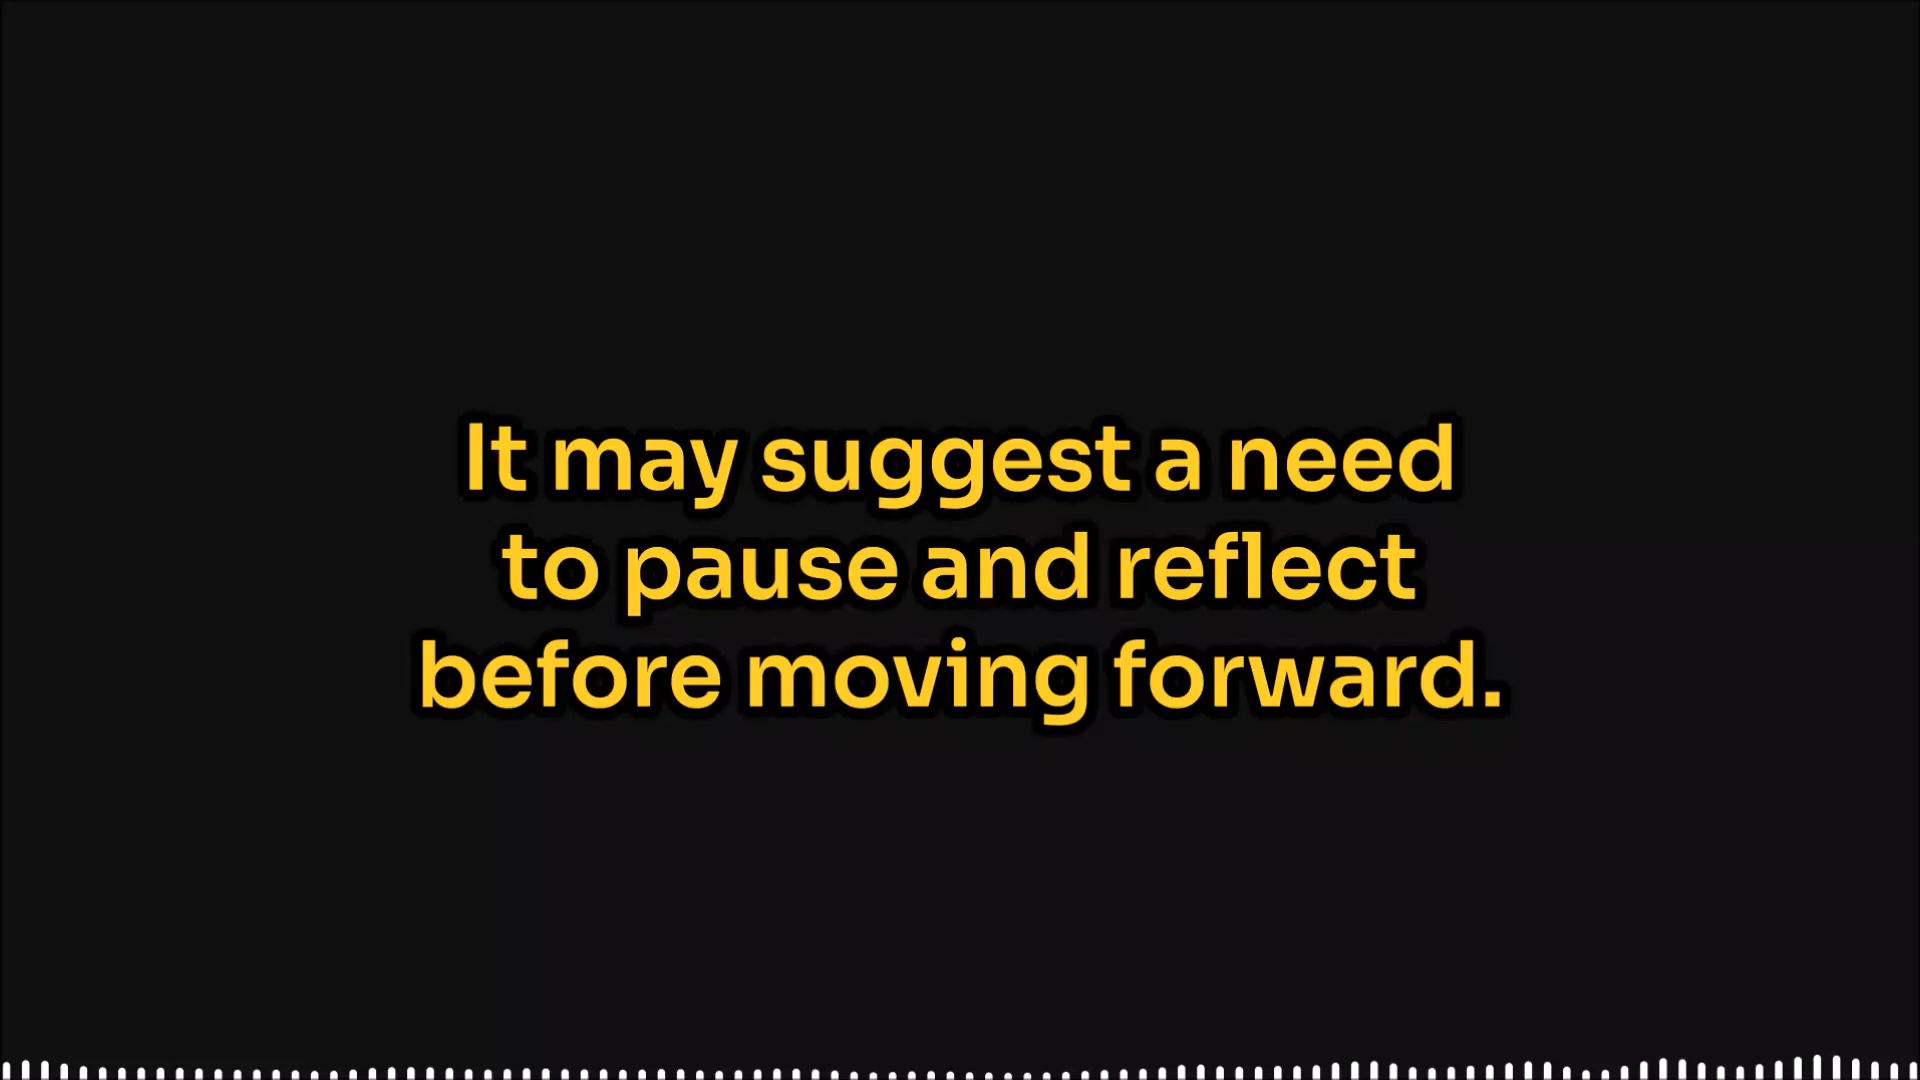 It may suggest a need
to pause and reflect
before moving forward.